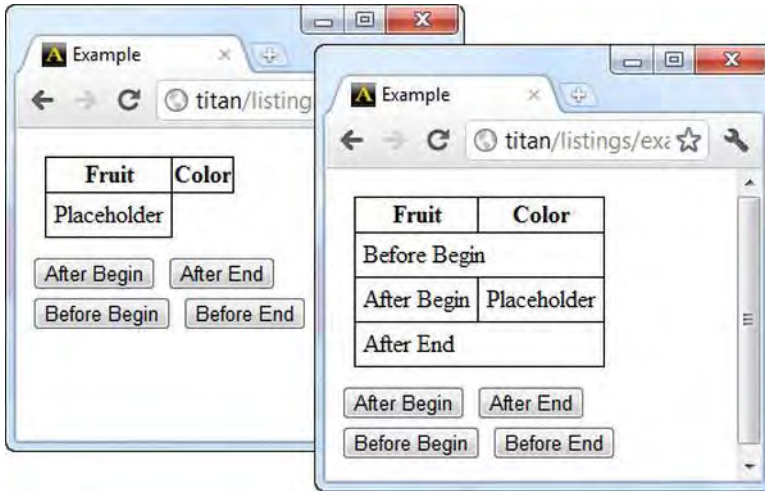 Example
titan/listing
Fruit Color
Placeholder
After Begin After End
Before Begin Before End
Example
titan/listings/exa
Fruit Color
Before Begin
After Begin Placeholder
After End
After Begin After End
Before Begin Before End